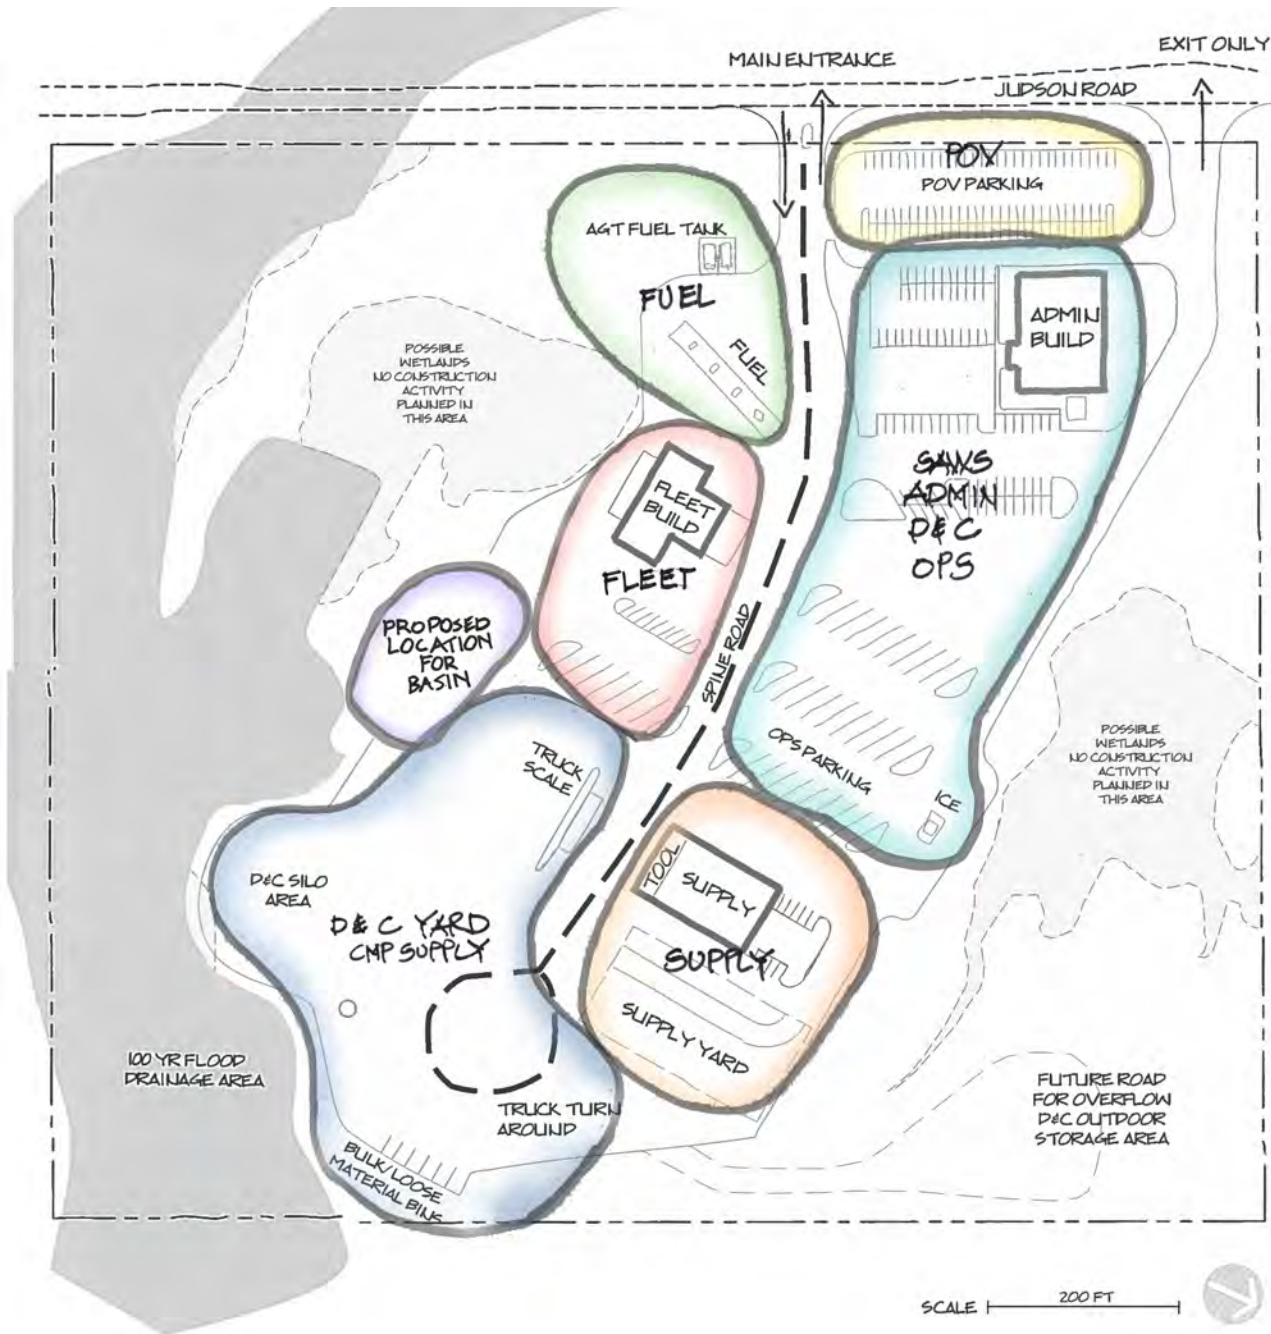 MAIN ENTRANCE
EXIT ONLY
JUDSON ROAD
POV
POV PARKING
AGT FUEL TANK
FUEL
FUEL
ADMIN
BUILD
POSSIBLE
WETLANDS
NO CONSTRUCTION
ACTIVITY
PLANNED IN
THIS AREA
SAWS
ADMIN
D&C
OPS
FLEET
BUILD
FLEET
PROPOSED
LOCATION
FOR
BASIN
SPINE ROAD
OPS PARKING
ICE
POSSIBLE
WETLANDS
NO CONSTRUCTION
ACTIVITY
PLANNED IN
THIS AREA
TRUCK
SCALE
TOOL
SUPPLY
D&C SILO
AREA
D & C YARD
CMP SUPPLY
SUPPLY
SUPPLY YARD
100 YR FLOOD
DRAINAGE AREA
TRUCK TURN
AROUND
BULK/LOOSE
MATERIAL BINS
FUTURE ROAD
FOR OVERFLOW
D&C OUTDOOR
STORAGE AREA
SCALE
200 FT